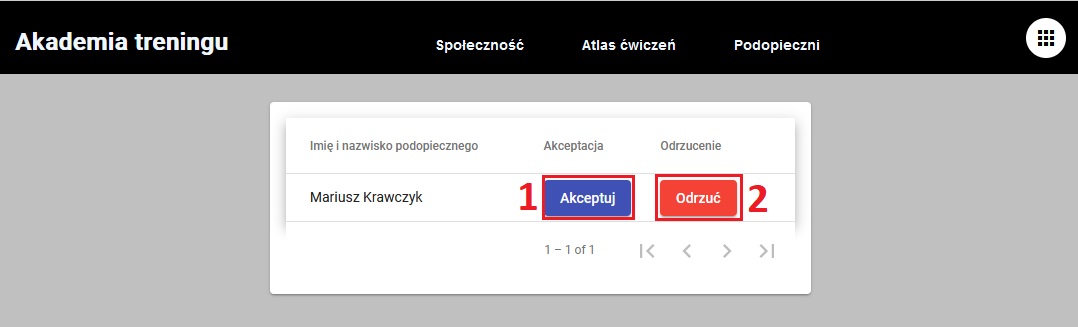 Akademia treningu
Społeczność Atlas ćwiczeń Podopieczni
Imię i nazwisko podopiecznego Akceptacja Odrzucenie
Mariusz Krawczyk 1 Akceptuj Odrzuć 2
1 – 1 of 1